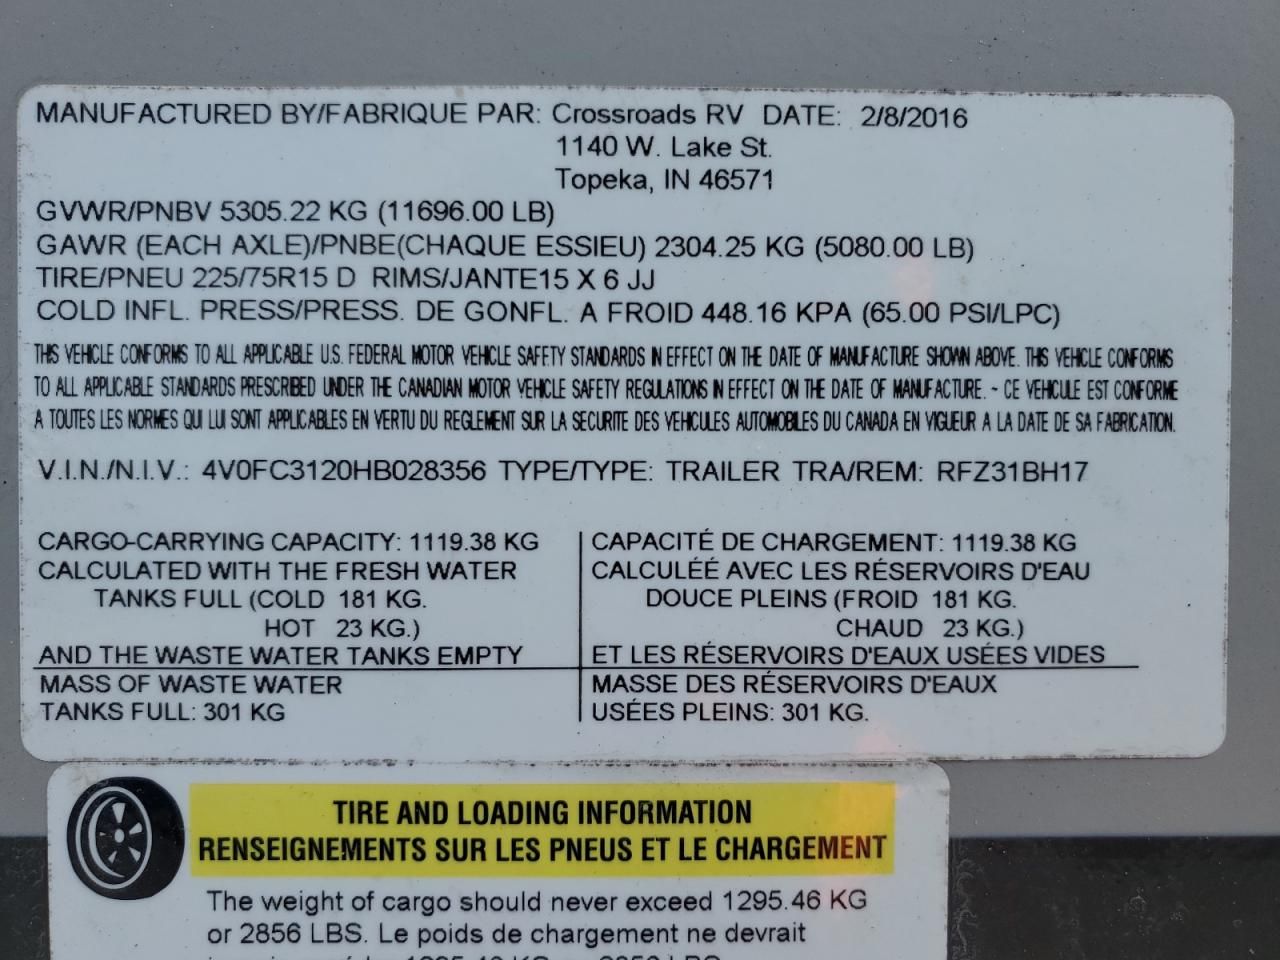 MANUFACTURED BY/FABRIQUE PAR: Crossroads RV DATE: 2/8/2016
1140 W. Lake St.
Topeka, IN 46571
GVWR/PNBV 5305.22 KG (11696.00 LB)
GAWR (EACH AXLE)/PNBE(CHAQUE ESSIEU) 2304.25 KG (5080.00 LB)
TIRE/PNEU 225/75R15 D RIMS/JANTE15 X 6 JJ
COLD INFL. PRESS/PRESS. DE GONFL. A FROID 448.16 KPA (65.00 PSI/LPC)
THIS VEHICLE CONFORMS TO ALL APPLICABLE U.S. FEDERAL MOTOR VEHICLE SAFETY STANDARDS IN EFFECT ON THE DATE OF MANUFACTURE SHOWN ABOVE. THIS VEHICLE CONFORMS
TO ALL APPLICABLE STANDARDS PRESCRIBED UNDER THE CANADIAN MOTOR VEHICLE SAFETY REGULATIONS IN EFFECT ON THE DATE OF MANUFACTURE. - CE VEHICULE EST CONFORME
A TOUTES LES NORMES QUI LUI SONT APPLICABLES EN VERTU DU REGLEMENT SUR LA SECURITE DES VEHICULES AUTOMOBILES DU CANADA EN VIGUEUR A LA DATE DE SA FABRICATION.
V.I.N./N.I.V.: 4V0FC3120HB028356 TYPE/TYPE: TRAILER TRA/REM: RFZ31BH17
CARGO-CARRYING CAPACITY: 1119.38 KG
CALCULATED WITH THE FRESH WATER
TANKS FULL (COLD 181 KG.
HOT 23 KG.)
AND THE WASTE WATER TANKS EMPTY
MASS OF WASTE WATER
TANKS FULL: 301 KG
CAPACITÉ DE CHARGEMENT: 1119.38 KG
CALCULÉÉ AVEC LES RÉSERVOIRS D'EAU
DOUCE PLEINS (FROID 181 KG.
CHAUD 23 KG.)
ET LES RÉSERVOIRS D'EAUX USÉES VIDES
MASSE DES RÉSERVOIRS D'EAUX
USÉES PLEINS: 301 KG.
TIRE AND LOADING INFORMATION
RENSEIGNEMENTS SUR LES PNEUS ET LE CHARGEMENT
The weight of cargo should never exceed 1295.46 KG
or 2856 LBS. Le poids de chargement ne devrait